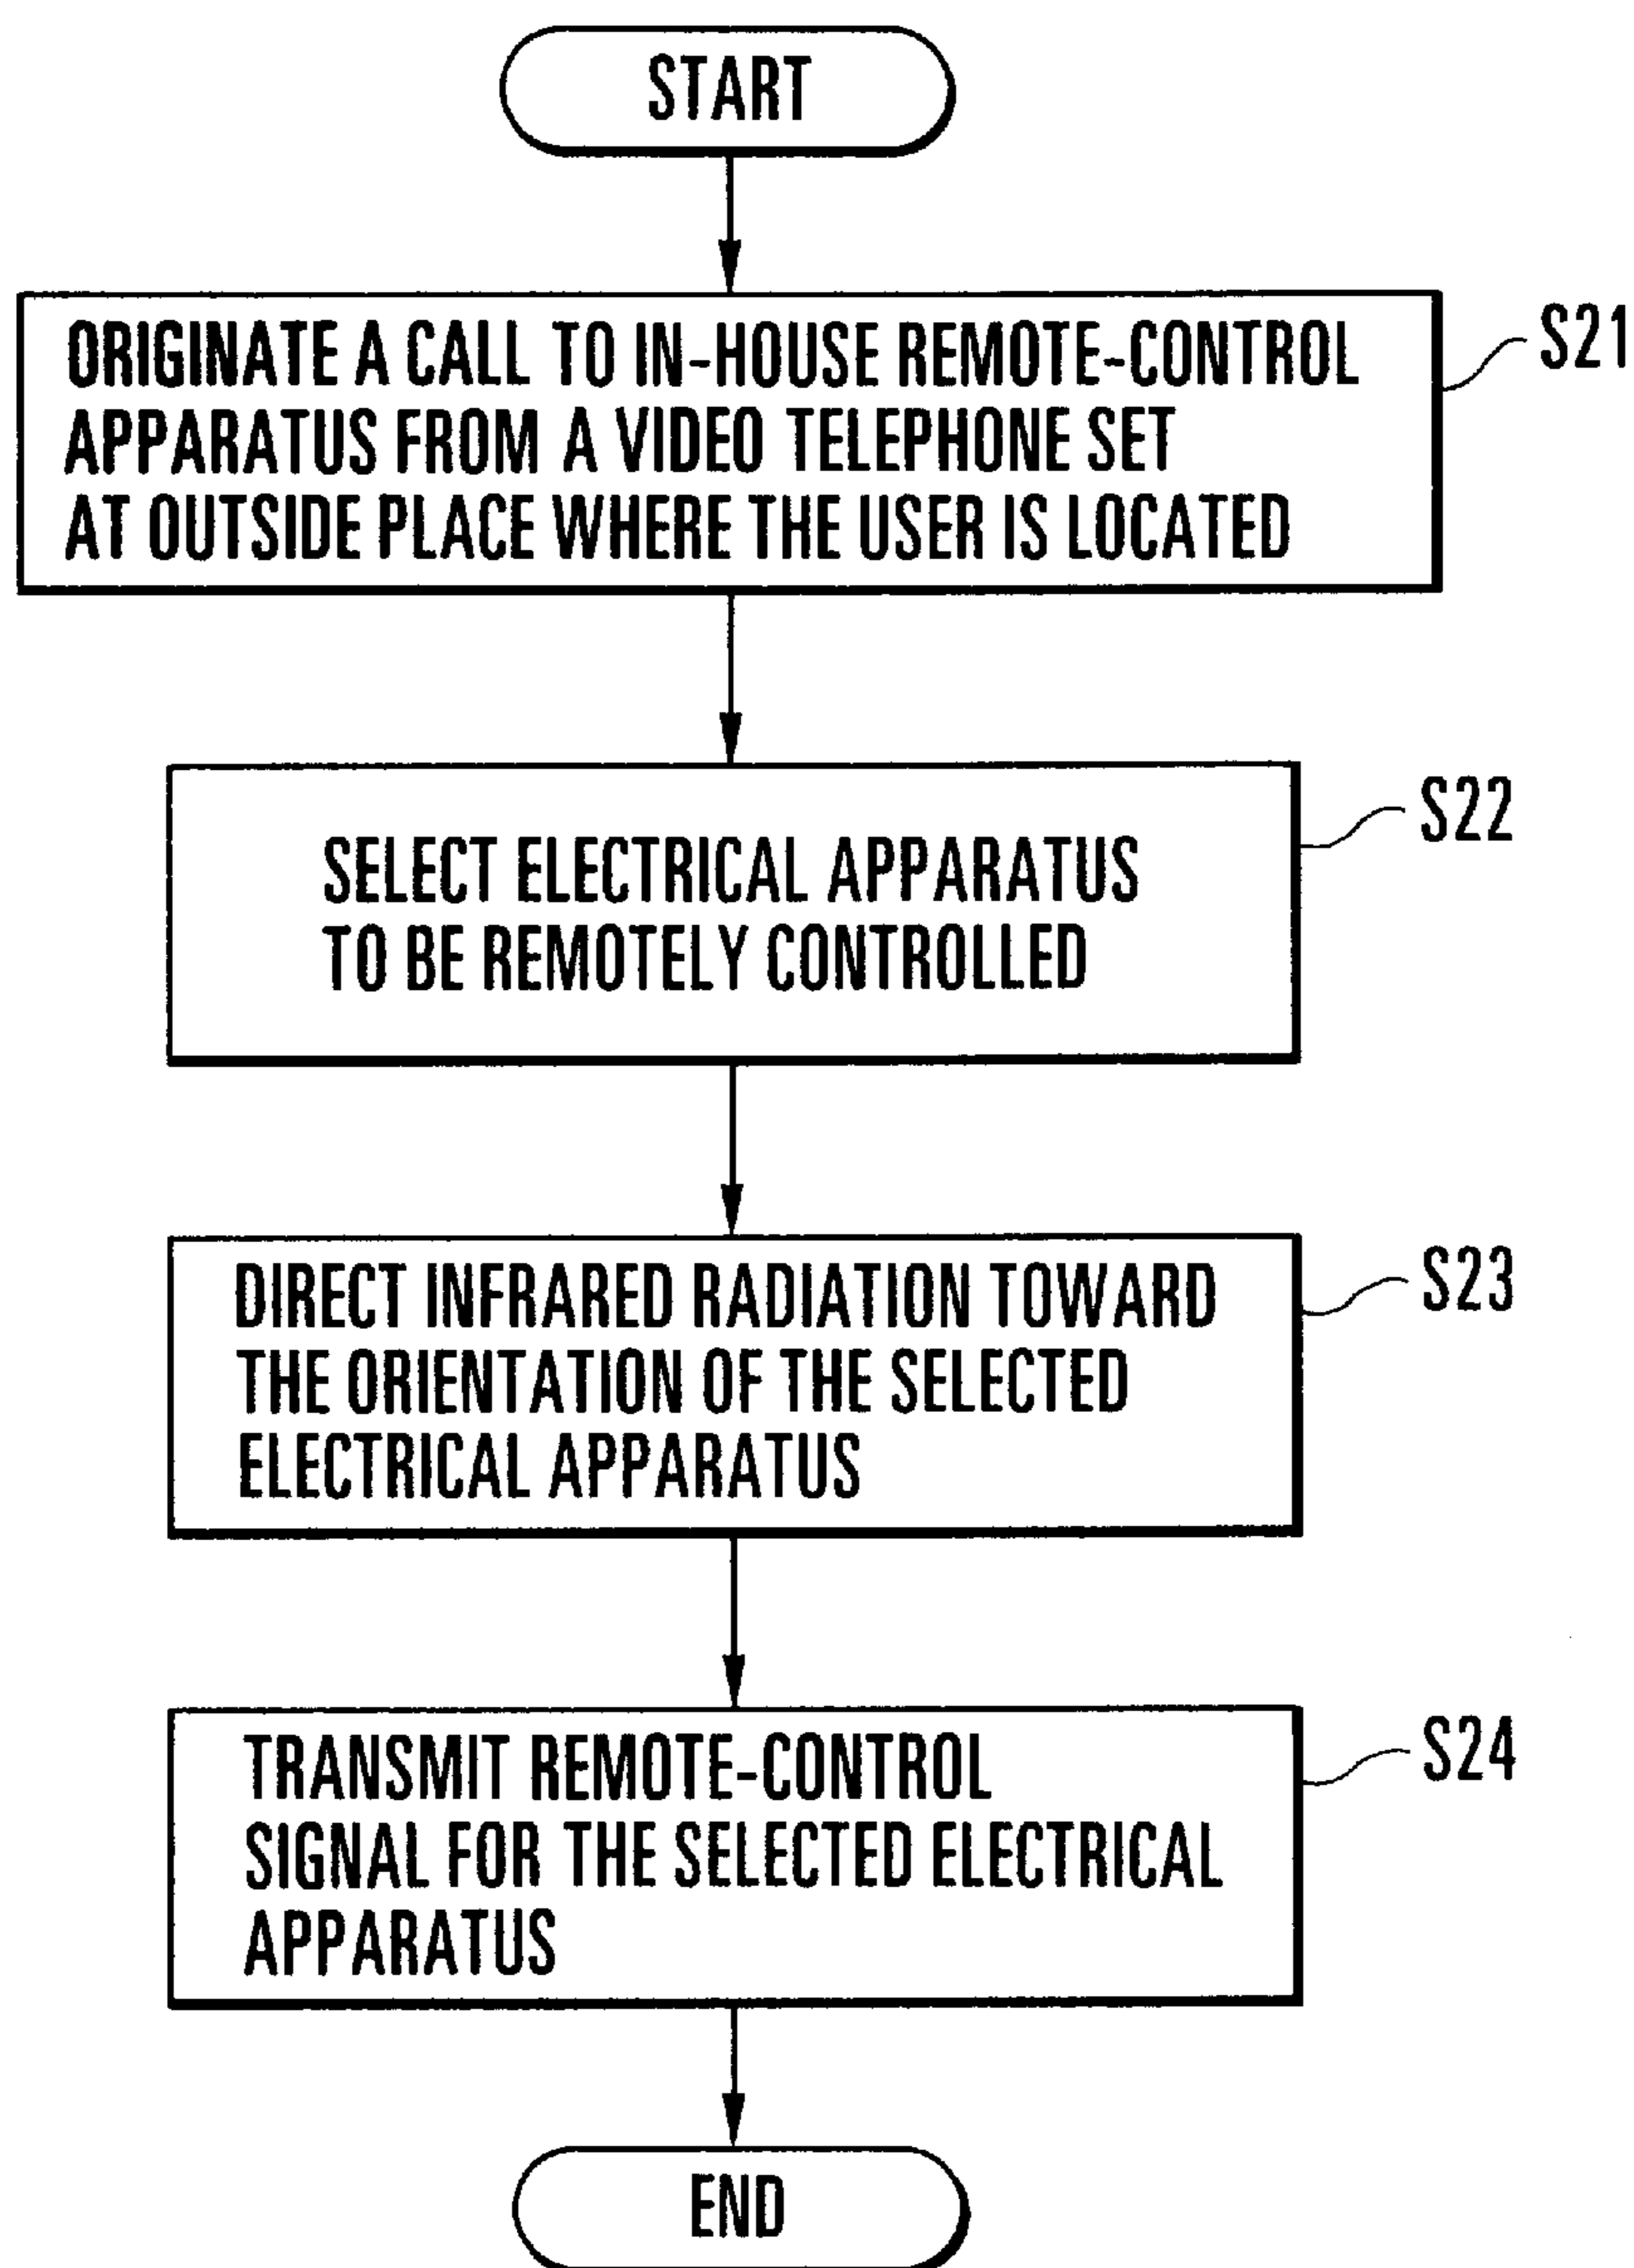 START
ORIGINATE A CALL TO IN-HOUSE REMOTE-CONTROL
APPARATUS FROM A VIDEO TELEPHONE SET
AT OUTSIDE PLACE WHERE THE USER IS LOCATED
S21
SELECT ELECTRICAL APPARATUS
TO BE REMOTELY CONTROLLED
S22
DIRECT INFRARED RADIATION TOWARD
THE ORIENTATION OF THE SELECTED
ELECTRICAL APPARATUS
S23
TRANSMIT REMOTE-CONTROL
SIGNAL FOR THE SELECTED ELECTRICAL
APPARATUS
S24
END